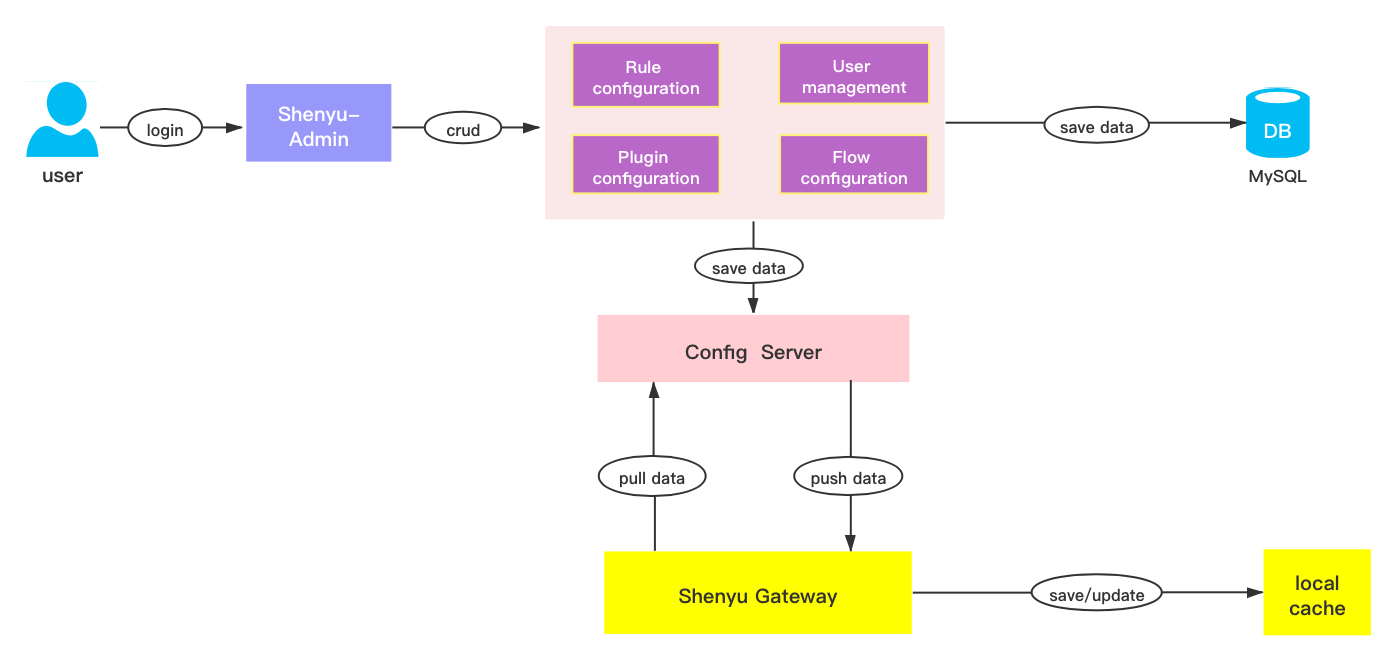 login
Shenyu-
Admin
crud
Rule
configuration
User
management
Plugin
configuration
Flow
configuration
save data
DB
MySQL
user
save data
Config Server
pull data
push data
Shenyu Gateway
save/update
local
cache